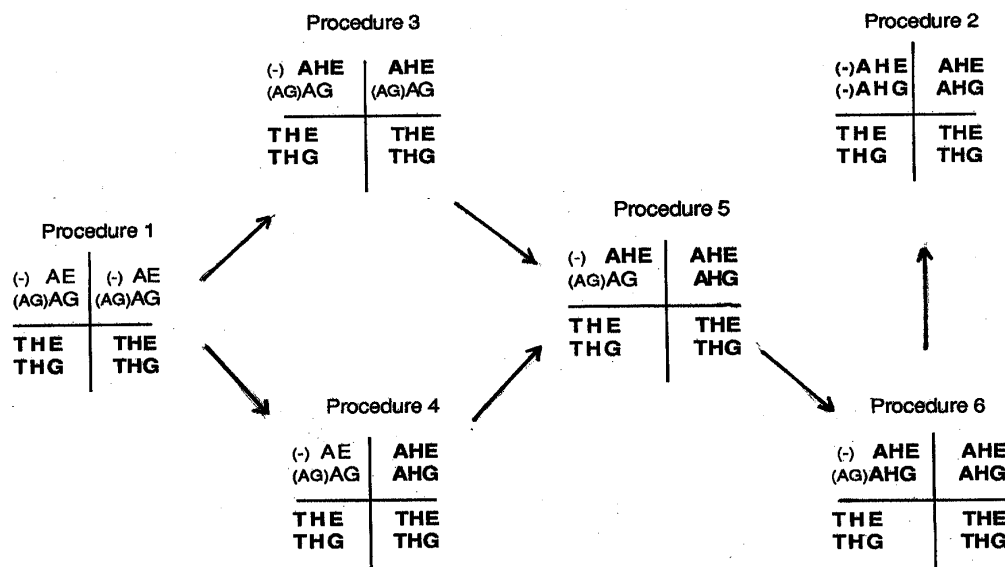 Procedure 3
(-) AHE AHE
(AG)AG (AG)AG
THE THE
THG THG
Procedure 2
(-)AHE AHE
(-)AHG AHG
THE THE
THG THG
Procedure 1
(-) AE (-) AE
(AG)AG (AG)AG
THE THE
THG THG
Procedure 5
(-) AHE AHE
(AG)AG AHG
THE THE
THG THG
Procedure 4
(-) AE AHE
(AG)AG AHG
THE THE
THG THG
Procedure 6
(-) AHE AHE
(AG)AHG AHG
THE THE
THG THG